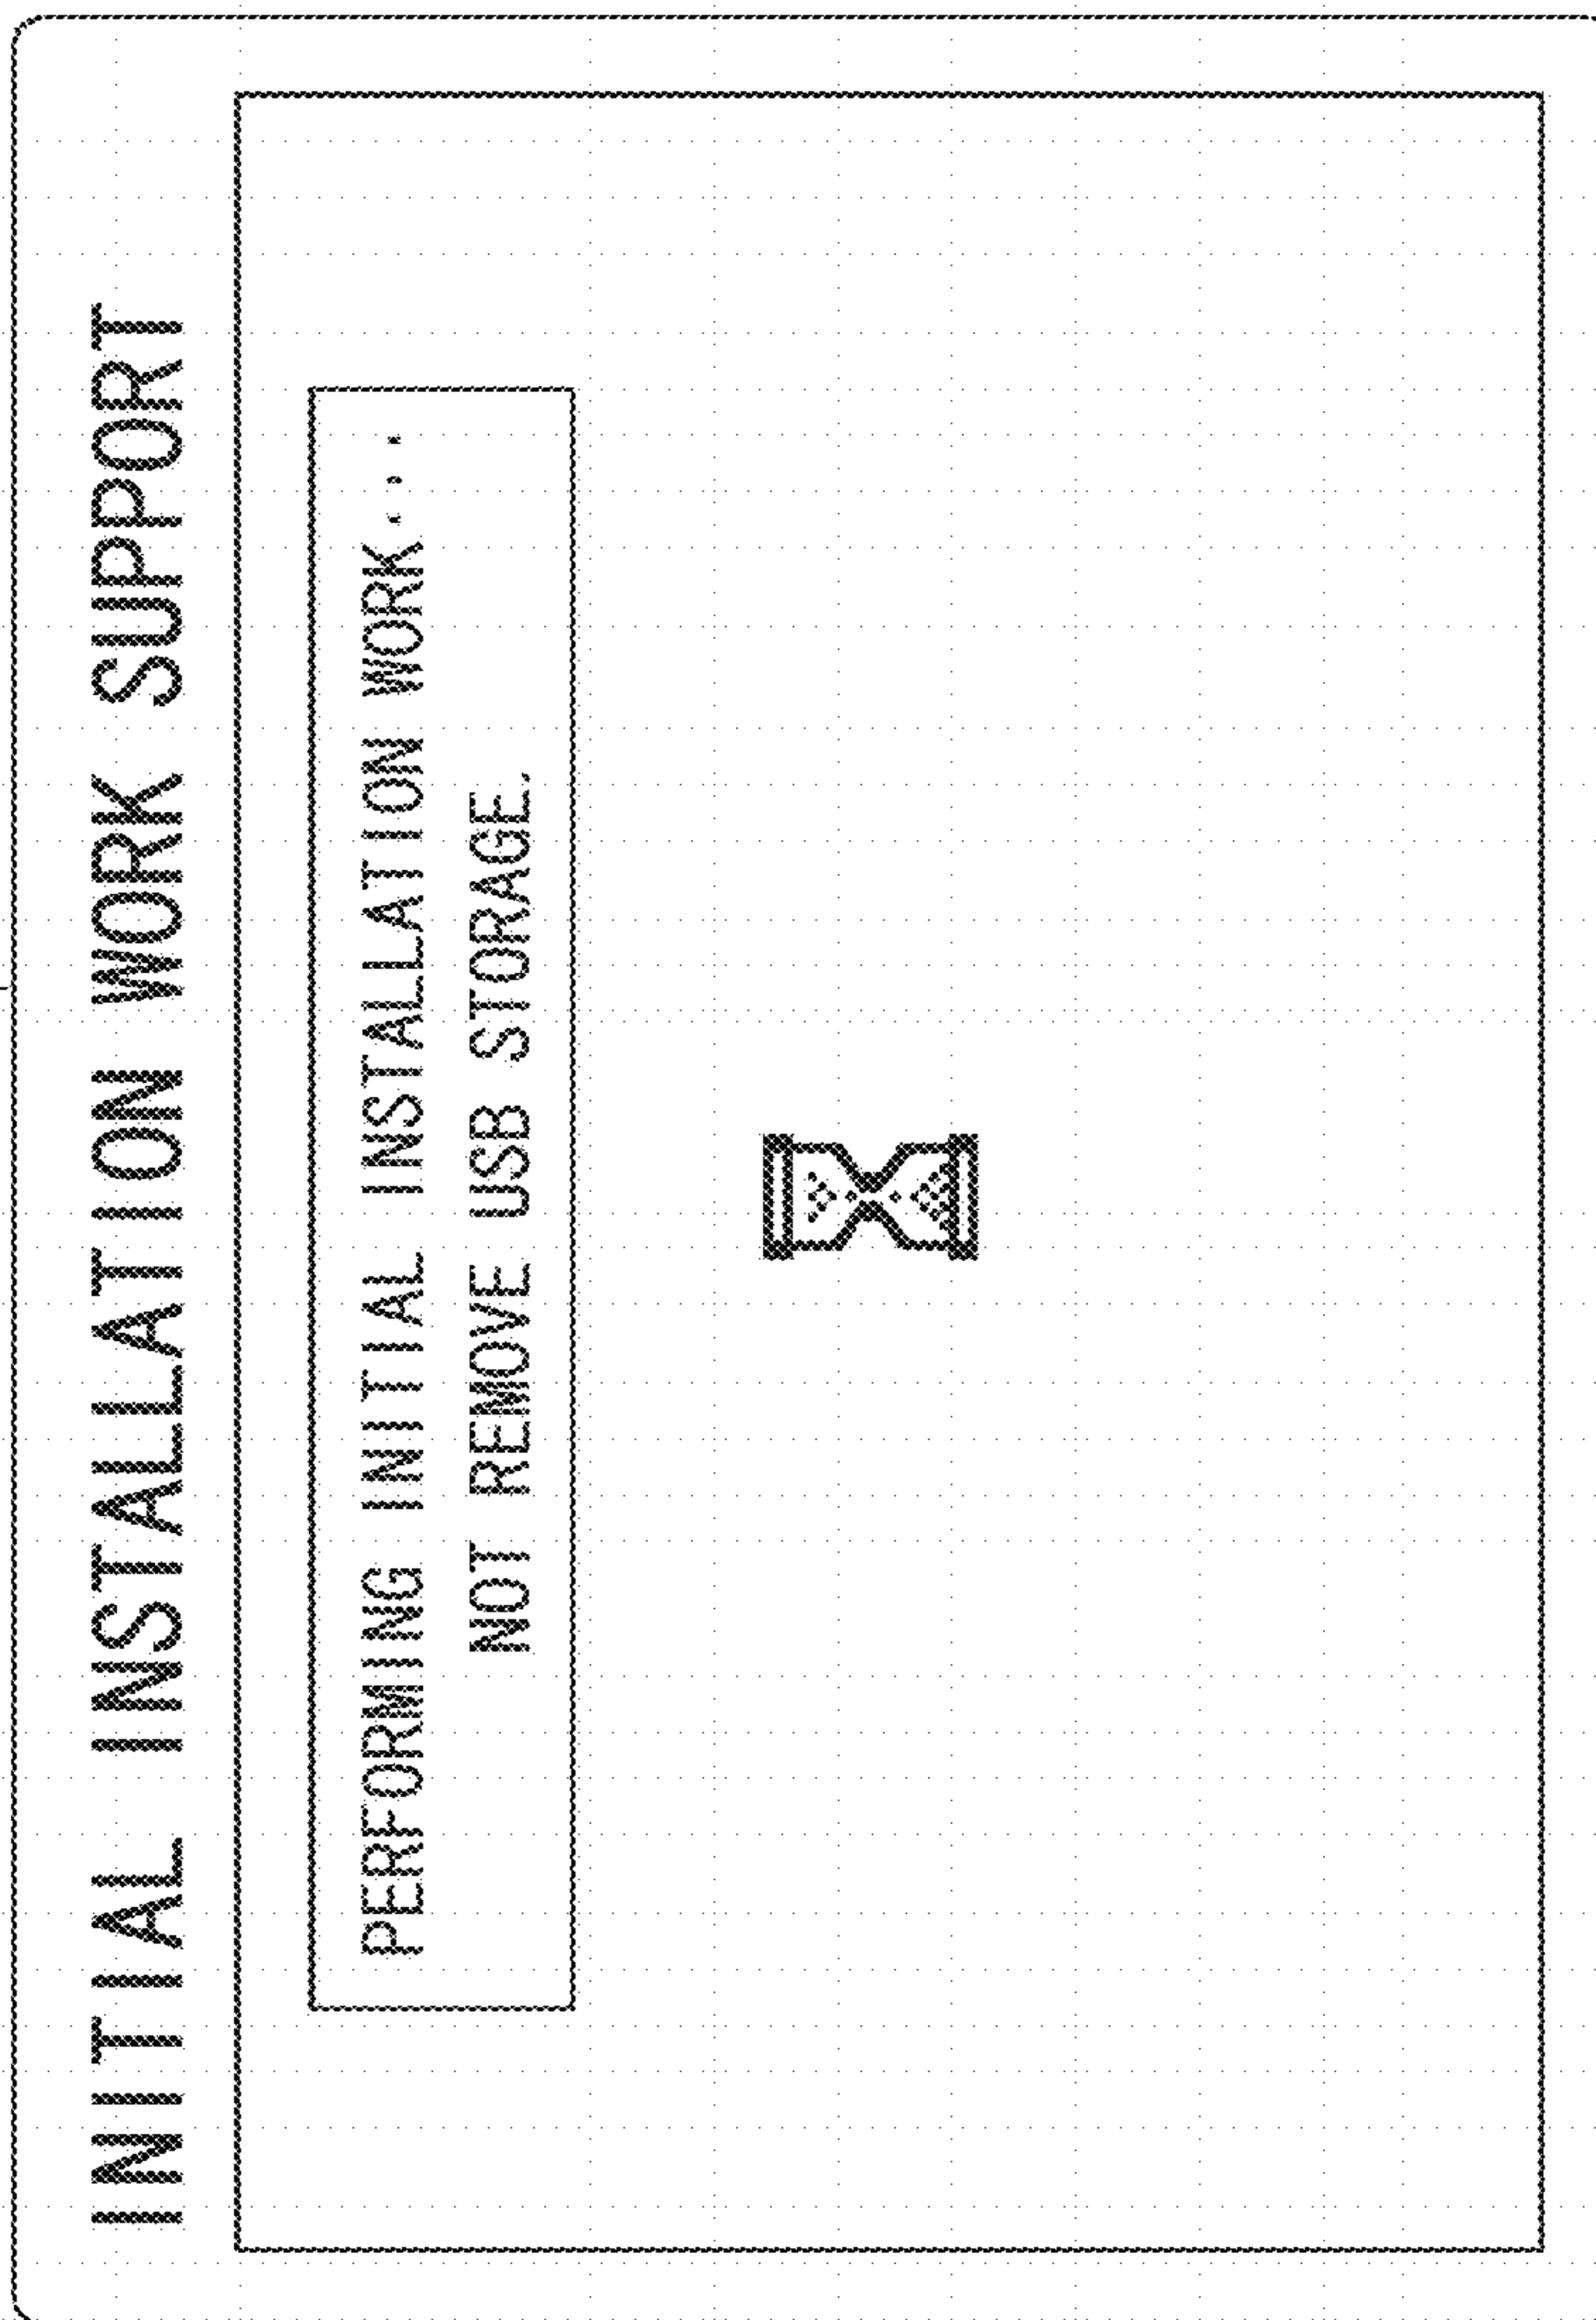 INITIAL INSTALLATION WORK SUPPORT
PERFORMING INITIAL INSTALLATION WORK...
NOT REMOVE USB STORAGE.